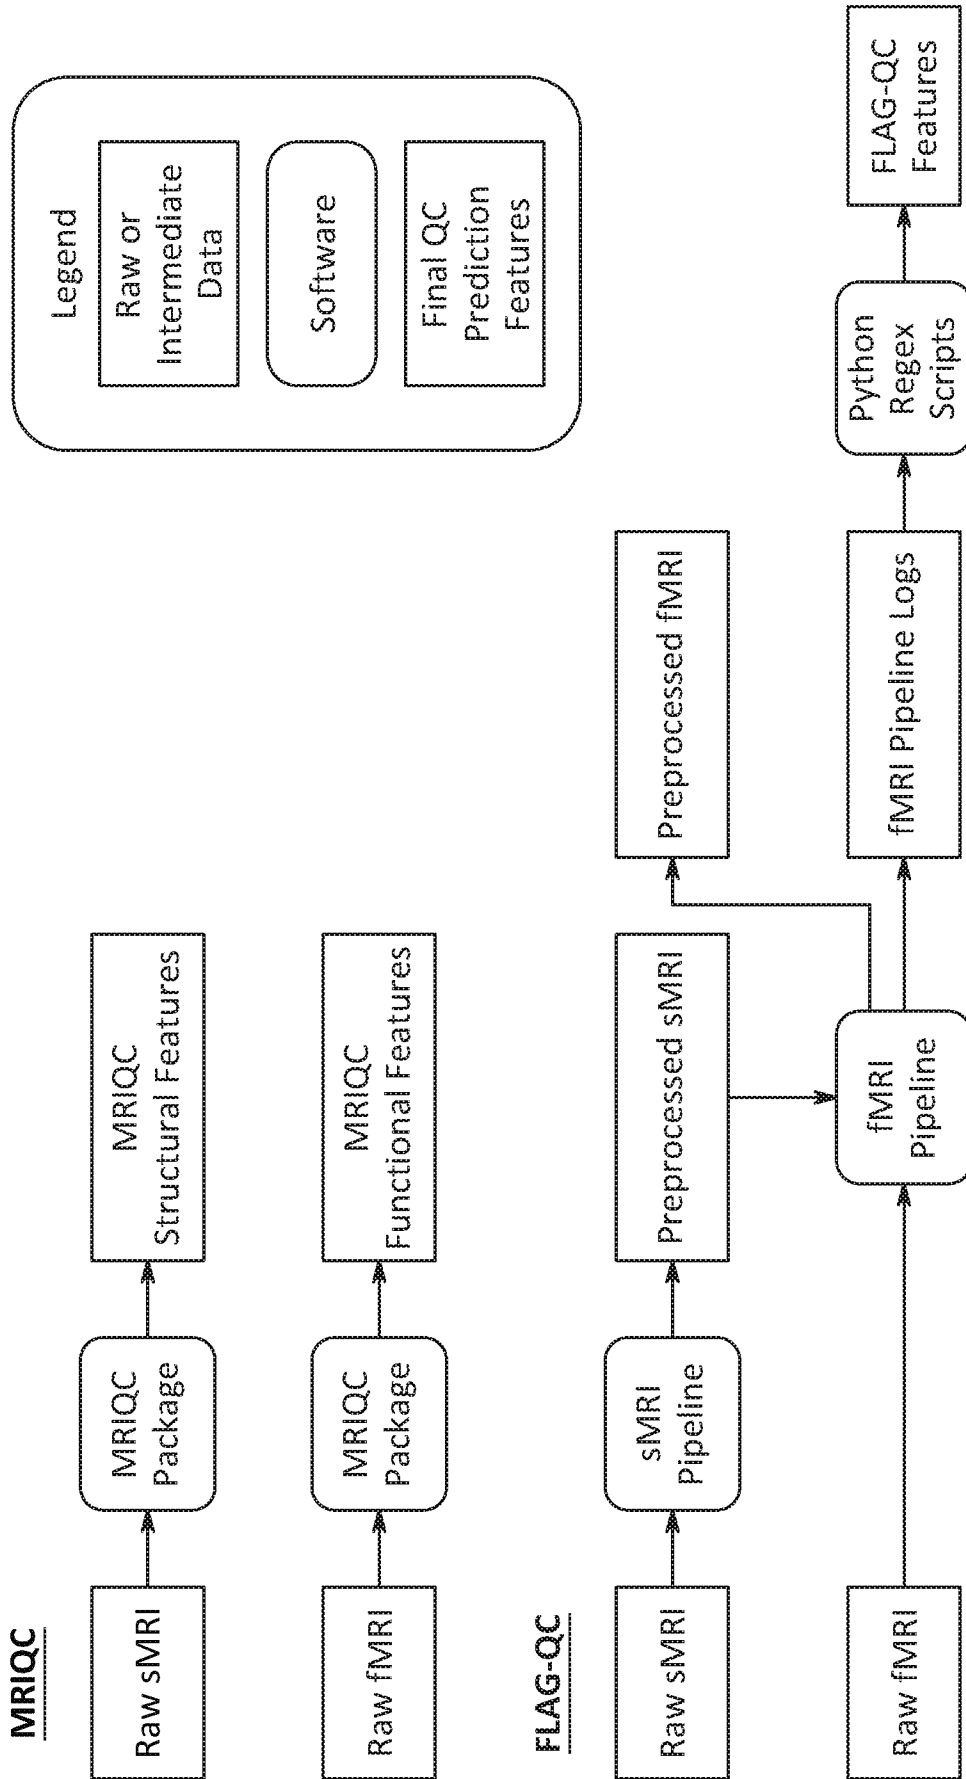 MRIQC
Raw sMRI
MRIQC
Package
MRIQC
Structural Features
Raw fMRI
MRIQC
Package
MRIQC
Functional Features
Legend
Raw or
Intermediate
Data
Software
Final QC
Prediction
Features
FLAG-QC
Raw sMRI
sMRI
Pipeline
Preprocessed sMRI
Preprocessed fMRI
Raw fMRI
fMRI
Pipeline
fMRI Pipeline Logs
Python
Regex
Scripts
FLAG-QC
Features